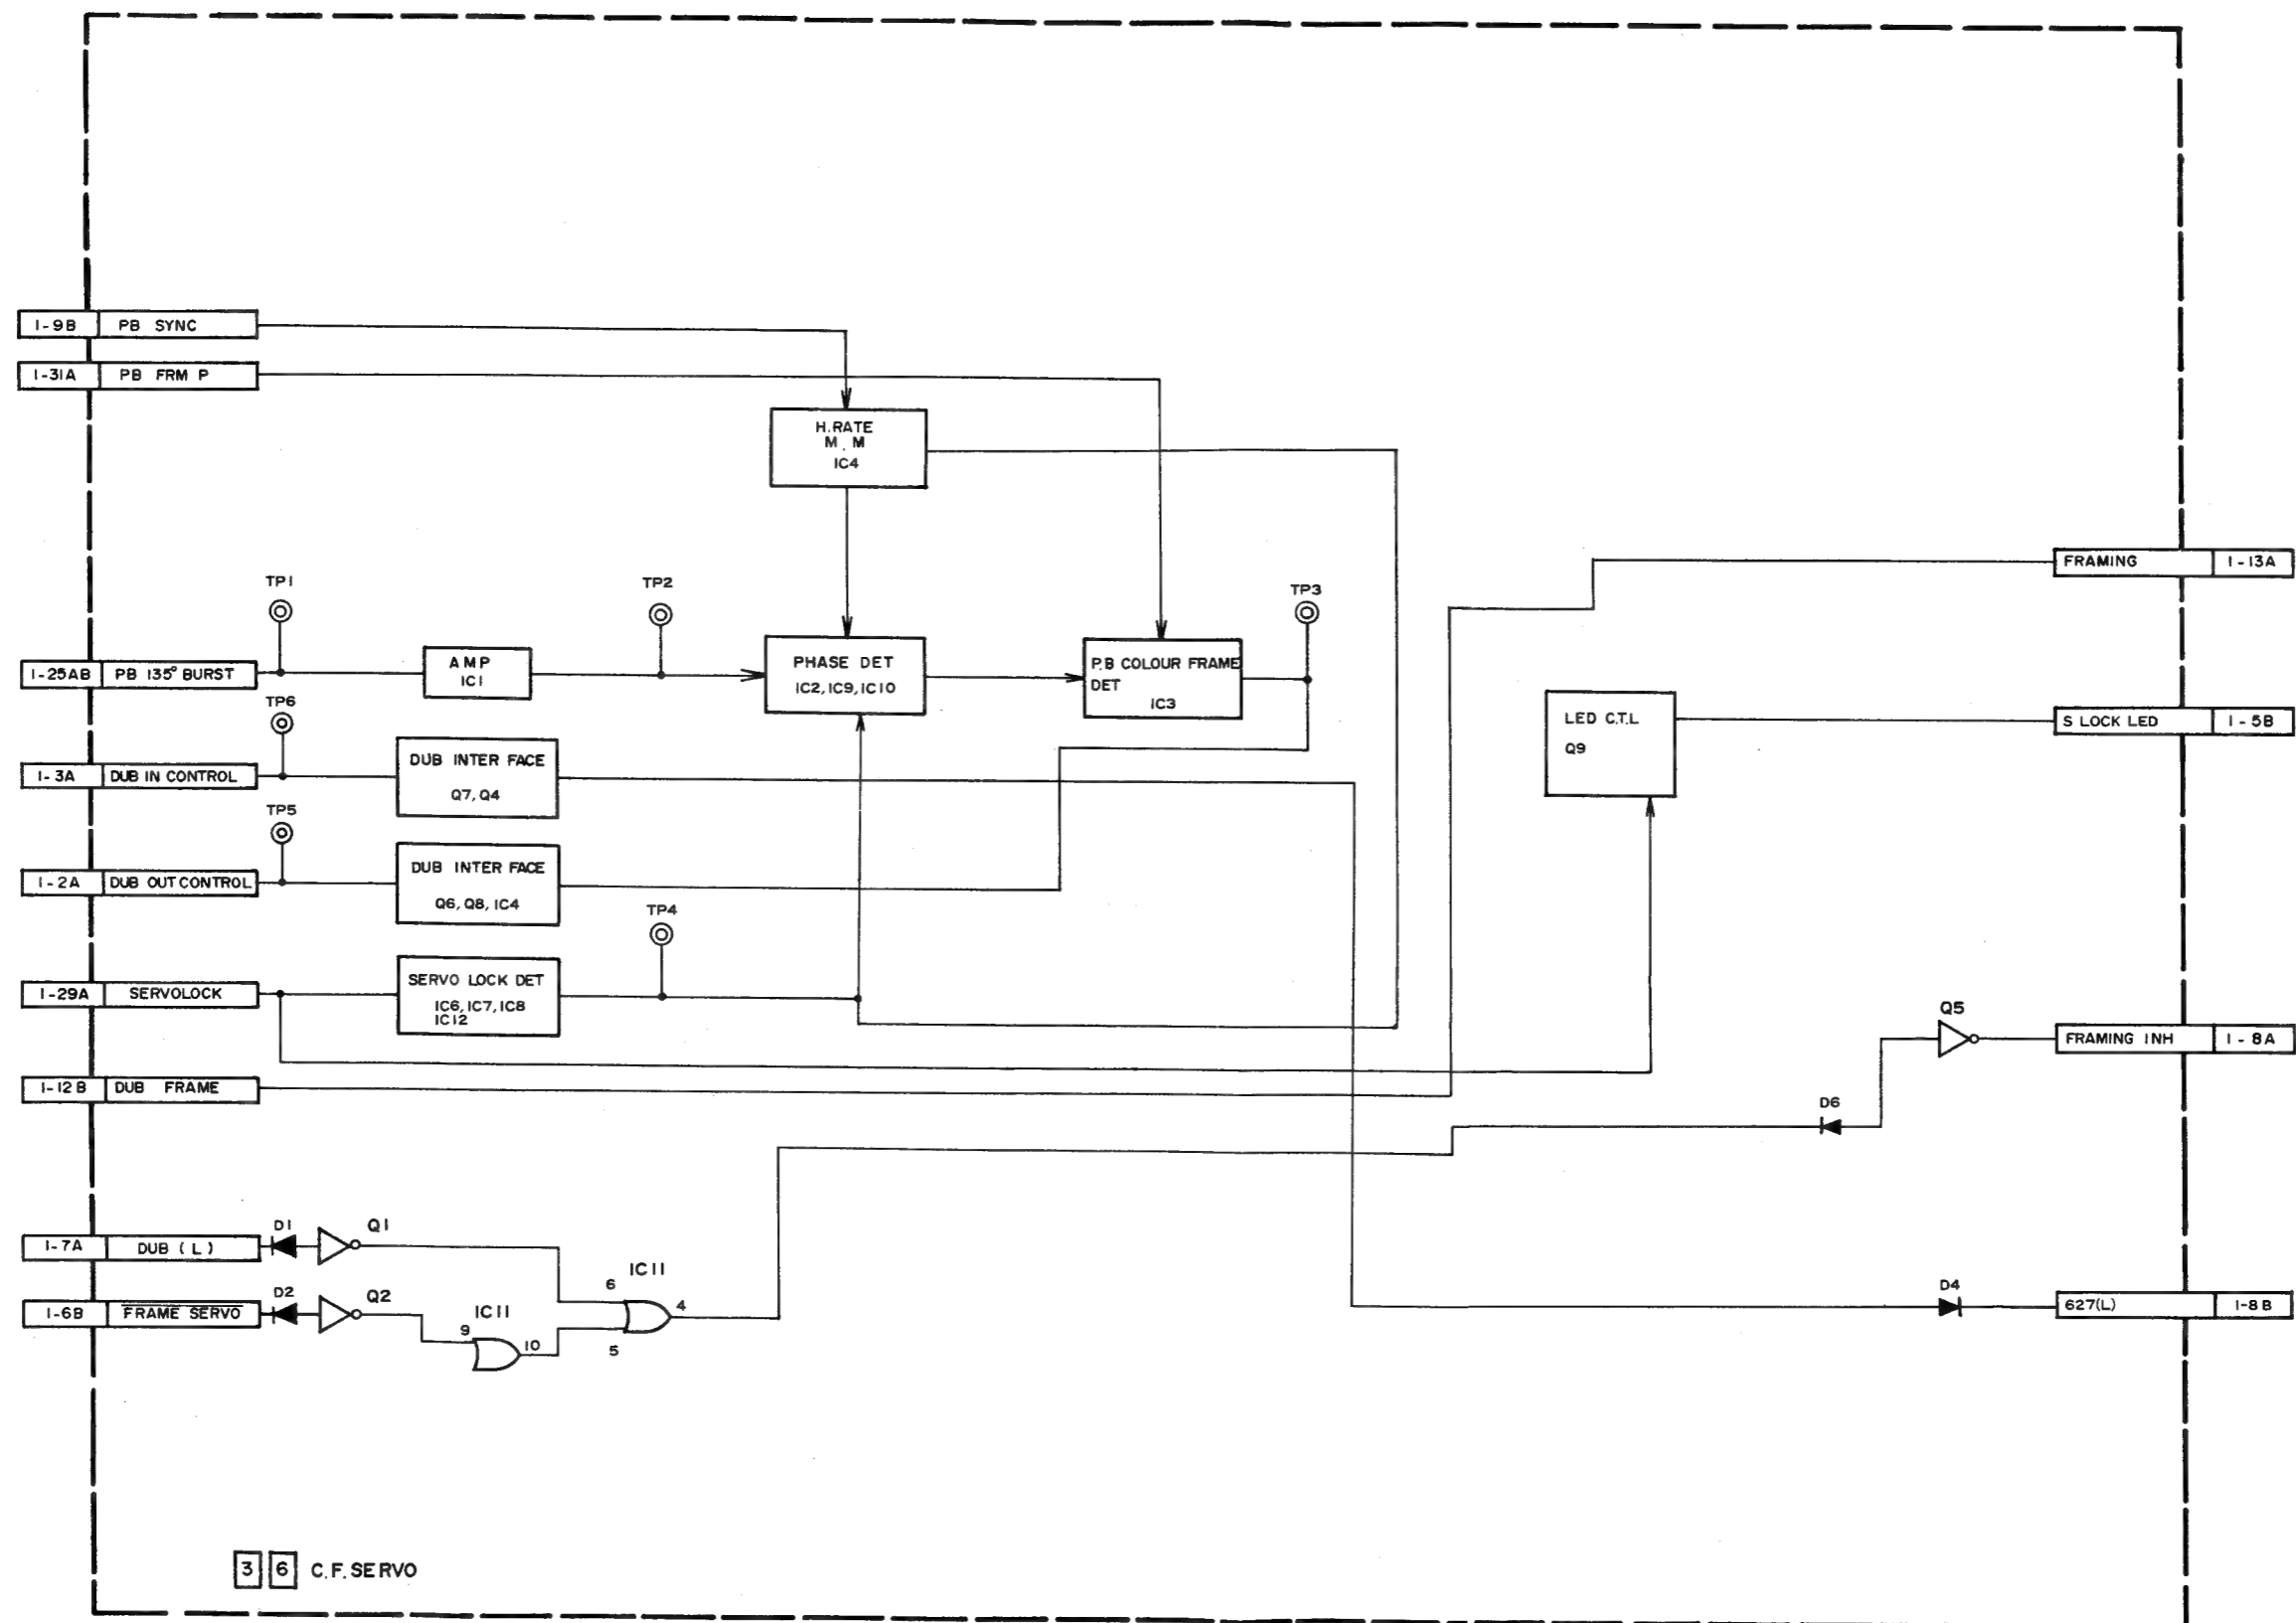 1-9B PB SYNC
1-31A PB FRM P
H.RATE
M.M
IC4
FRAMING 1-13A
TP1
TP2
TP3
1-25AB PB 135° BURST
AMP
IC1
PHASE DET
IC2, IC9, IC10
P.B COLOUR FRAME
DET
IC3
TP6
LED C.T.L
Q9
S LOCK LED 1-5B
1-3A DUB IN CONTROL
DUB INTER FACE
Q7, Q4
TP5
1-2A DUB OUT CONTROL
DUB INTER FACE
Q6, Q8, IC4
TP4
1-29A SERVOLOCK
SERVO LOCK DET
IC6, IC7, IC8
IC12
Q5
FRAMING INH 1-8A
1-12B DUB FRAME
D6
1-7A DUB (L)
D1
Q1
IC11
6
4
5
1-6B FRAME SERVO
D2
Q2
IC11
9
10
D4
627(L) 1-8B
3 6 C.F. SERVO